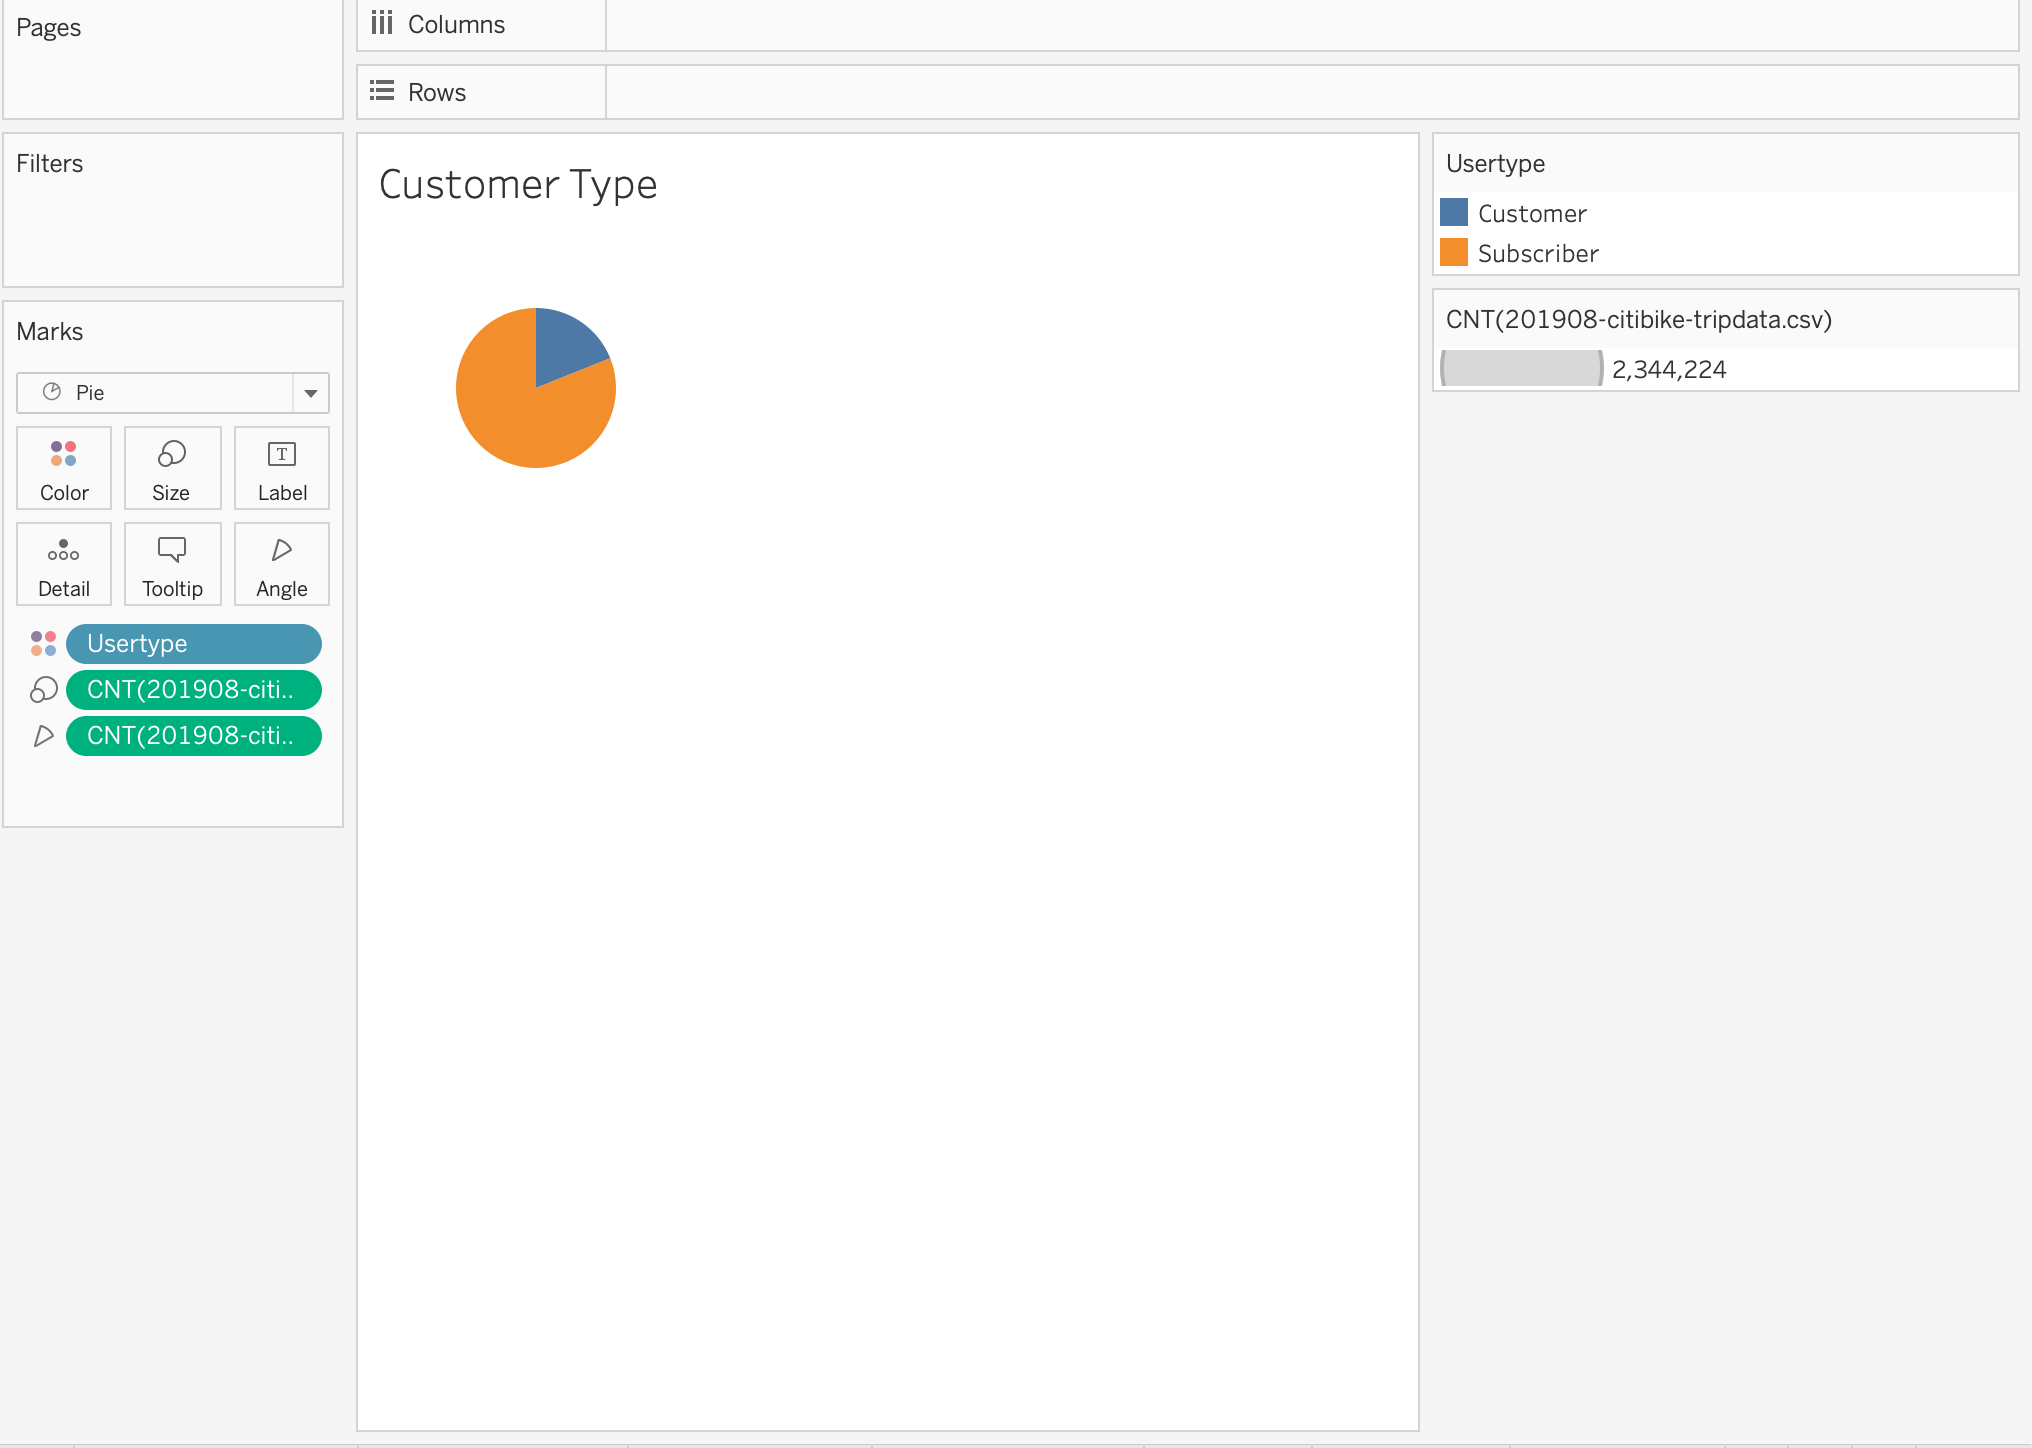 Pages
Columns
Rows
Filters
Customer Type
Usertype
Customer
Subscriber
CNT(201908-citibike-tripdata.csv)
2,344,224
Marks
Pie
Color
Size
T
Label
Detail
Tooltip
Angle
Usertype
CNT(201908-citi..
CNT(201908-citi..